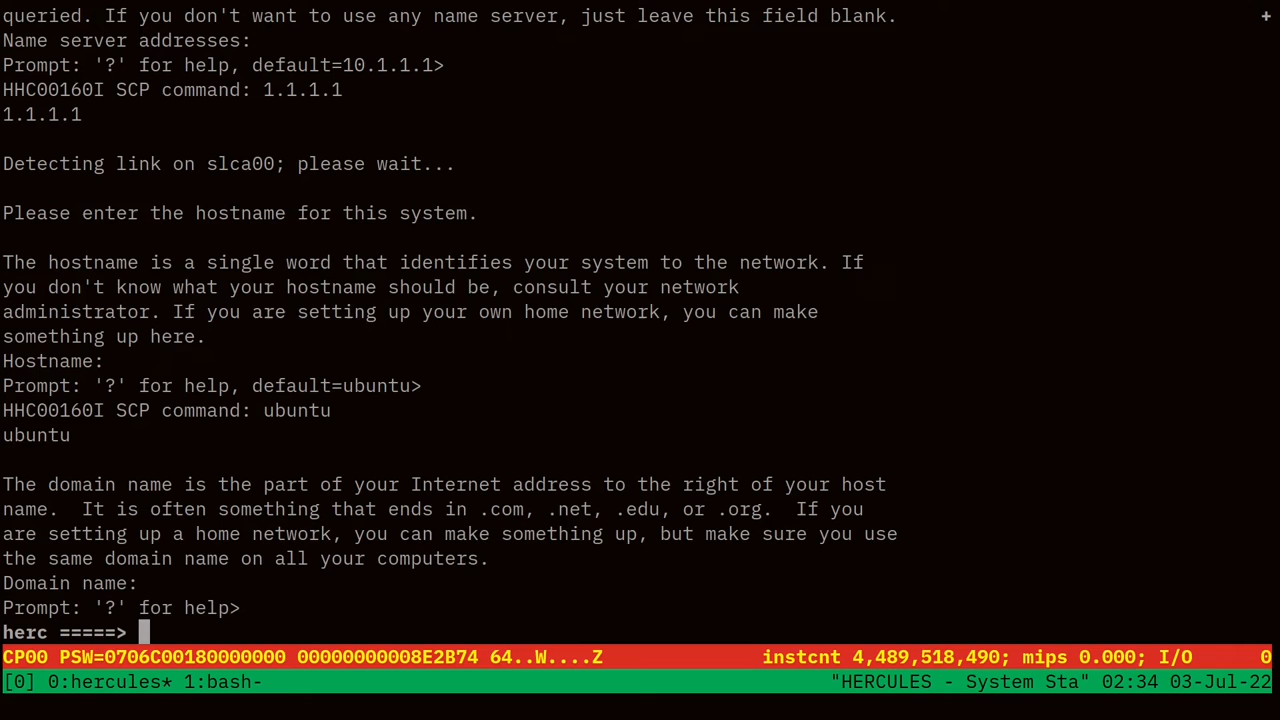 queried. If you don't want to use any name server, just leave this field blank. +
Name server addresses:
Prompt: '?' for help, default=10.1.1.1>
HHC00160I SCP command: 1.1.1.1
1.1.1.1
Detecting link on slca00; please wait...
Please enter the hostname for this system.
The hostname is a single word that identifies your system to the network. If
you don't know what your hostname should be, consult your network
administrator. If you are setting up your own home network, you can make
something up here.
Hostname:
Prompt: '?' for help, default=ubuntu>
HHC00160I SCP command: ubuntu
ubuntu
The domain name is the part of your Internet address to the right of your host
name.  It is often something that ends in .com, .net, .edu, or .org.  If you
are setting up a home network, you can make something up, but make sure you use
the same domain name on all your computers.
Domain name:
Prompt: '?' for help>
herc =====>
CP00 PSW=0706C00180000000 00000000008E2B74 64..W....Z instcnt 4,489,518,490; mips 0.000; I/O 0
[0] 0:hercules* 1:bash- "HERCULES - System Sta" 02:34 03-Jul-22